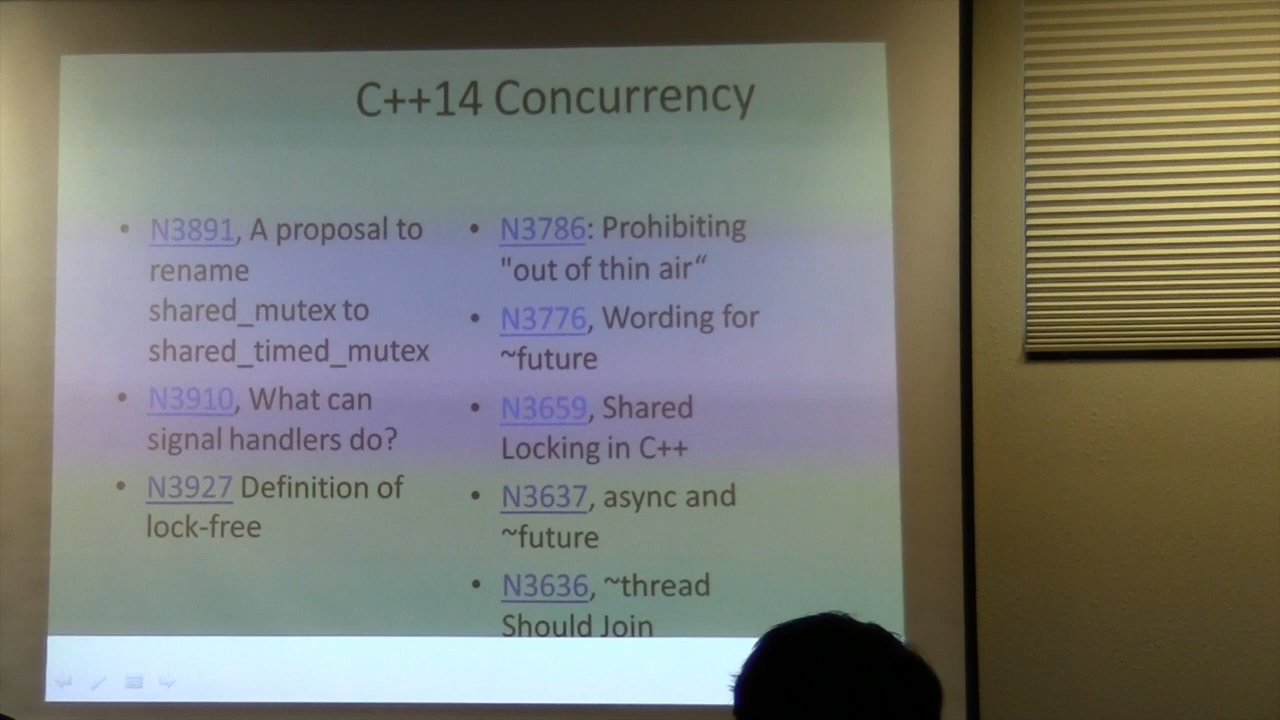 C++14 Concurrency
• N3891, A proposal to
rename
shared_mutex to
shared_timed_mutex
• N3910, What can
signal handlers do?
• N3927 Definition of
lock-free
• N3786: Prohibiting
"out of thin air“
• N3776, Wording for
~future
• N3659, Shared
Locking in C++
• N3637, async and
~future
• N3636, ~thread
Should Join